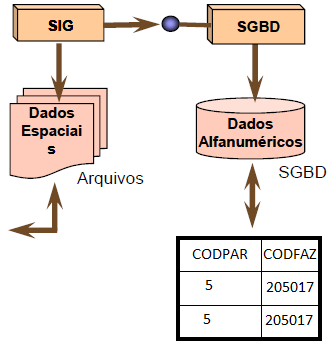 SIG
SGBD
Dados
Espaciai
s
Arquivos
Dados
Alfanuméricos
SGBD
CODPAR CODFAZ
5 205017
5 205017